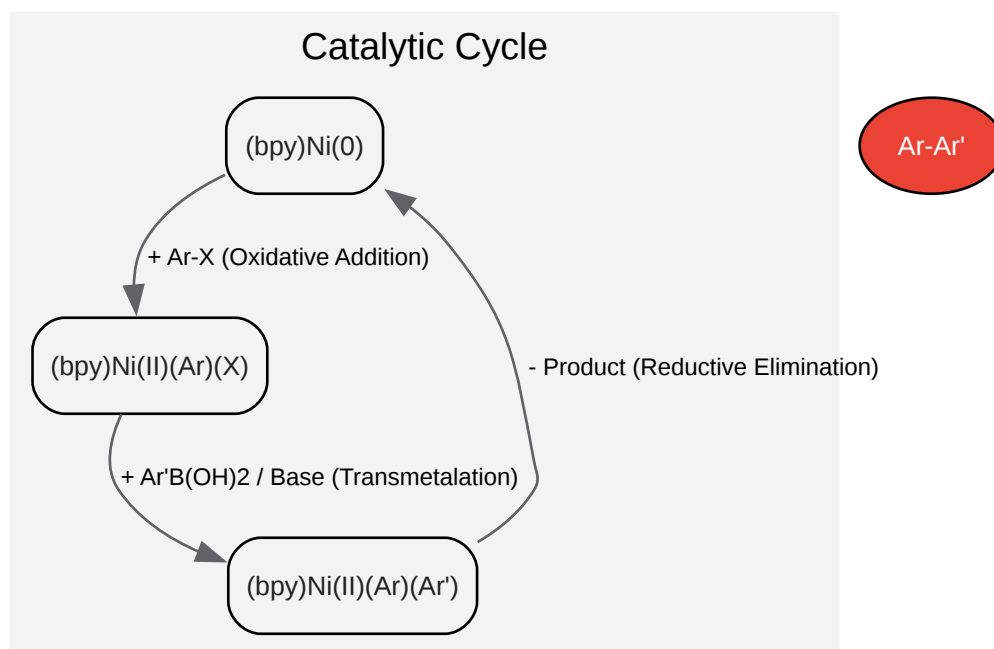 Catalytic Cycle
(bpy)Ni(0)
Ar-Ar'
+ Ar-X (Oxidative Addition)
(bpy)Ni(II)(Ar)(X)
- Product (Reductive Elimination)
+ Ar'B(OH)2 / Base (Transmetalation)
(bpy)Ni(II)(Ar)(Ar')